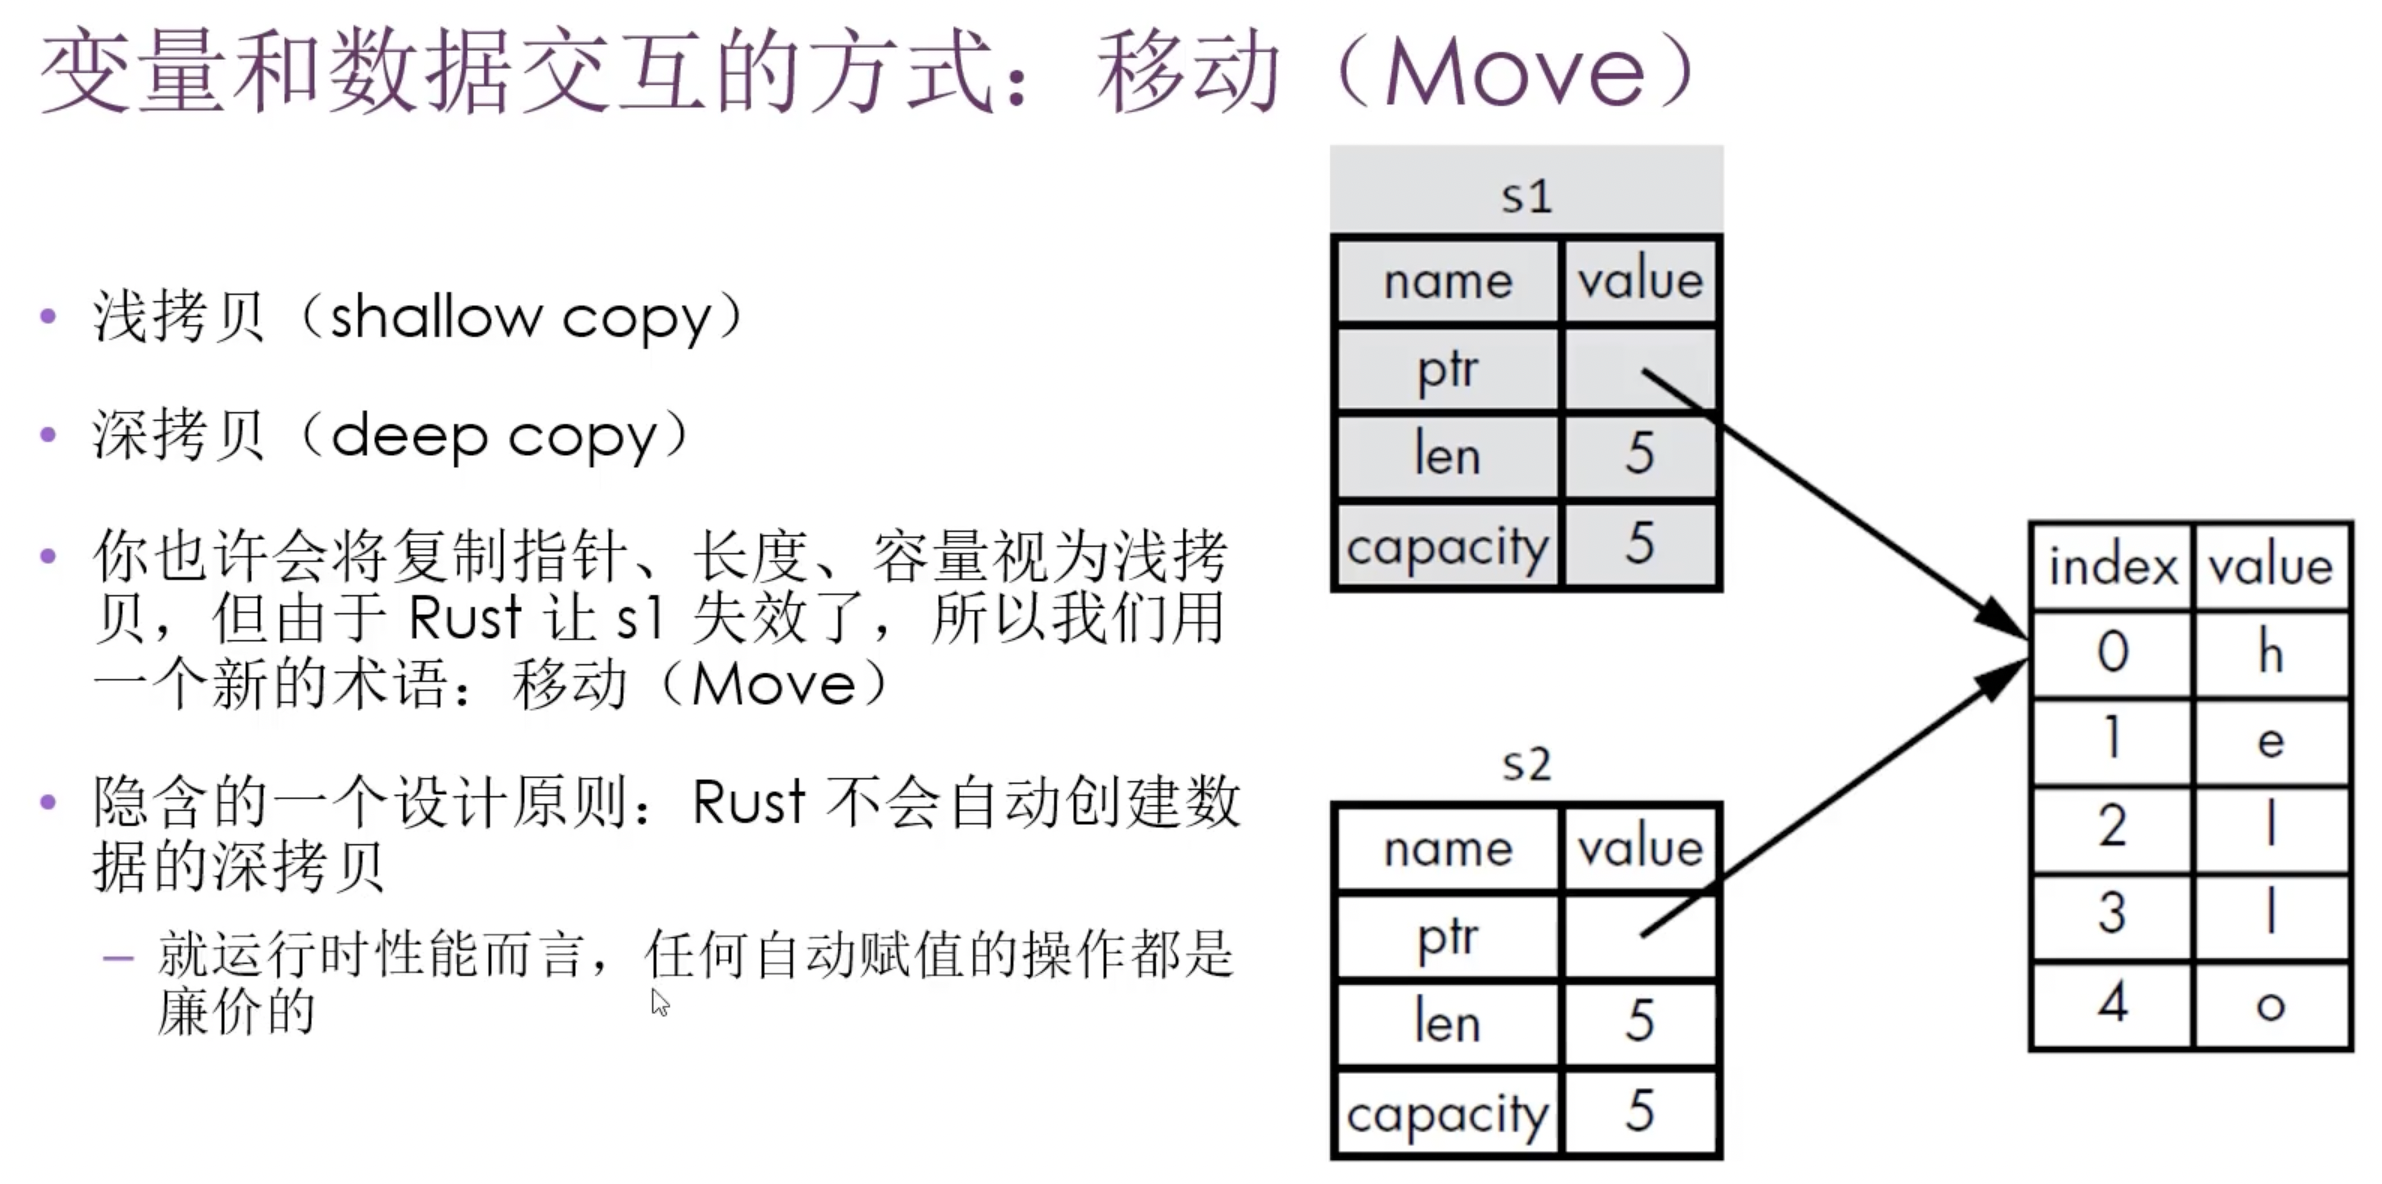 变量和数据交互的方式：移动（Move）
• 浅拷贝（shallow copy）
• 深拷贝（deep copy）
• 你也许会将复制指针、长度、容量视为浅拷
贝，但由于 Rust 让 s1 失效了，所以我们用
一个新的术语：移动（Move）
• 隐含的一个设计原则：Rust 不会自动创建数
据的深拷贝
– 就运行时性能而言，任何自动赋值的操作都是
廉价的
s1
name value
ptr
len 5
capacity 5
s2
name value
ptr
len 5
capacity 5
index value
0 h
1 e
2 l
3 l
4 o